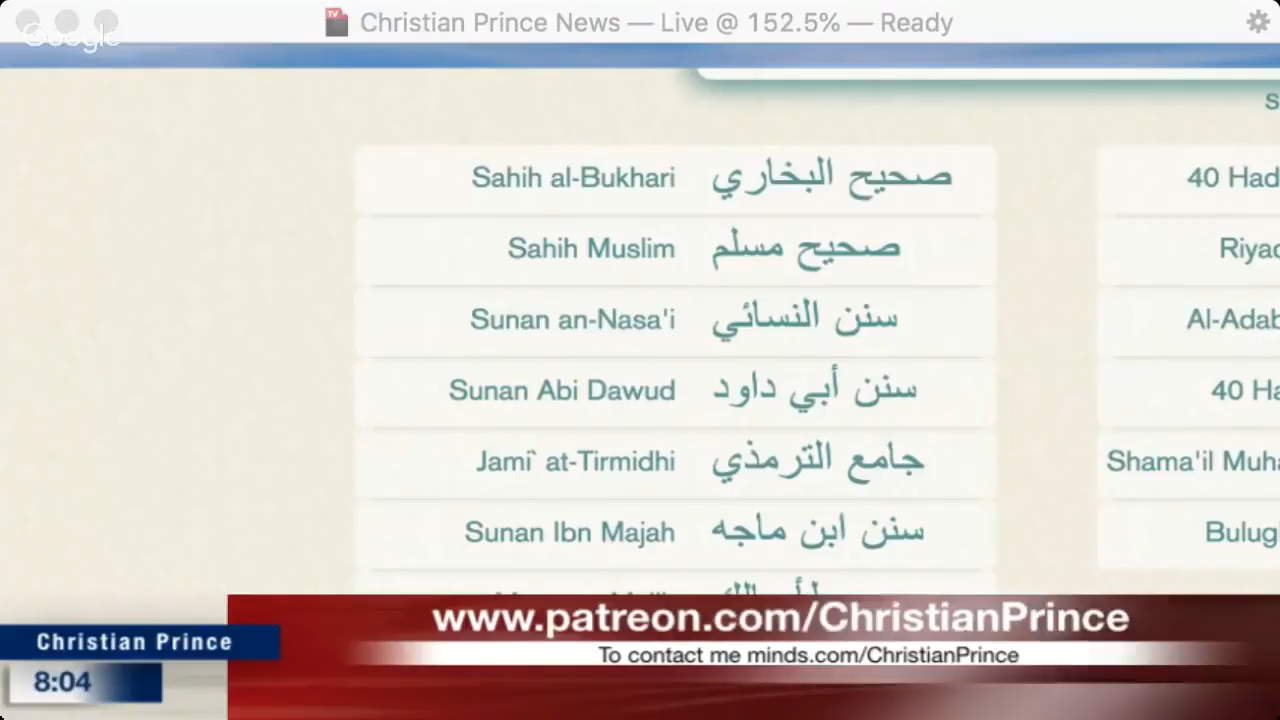 Christian Prince News — Live @ 152.5% — Ready
Google
s
Sahih al-Bukhari صحيح البخاري
40 Had
Sahih Muslim صحيح مسلم
Riyad
Sunan an-Nasa'i سنن النسائي
Al-Adab
Sunan Abi Dawud سنن أبي داود
40 Ha
Jami` at-Tirmidhi جامع الترمذي
Shama'il Muha
Sunan Ibn Majah سنن ابن ماجه
Bulug
www.patreon.com/ChristianPrince
Christian Prince
To contact me minds.com/ChristianPrince
8:04